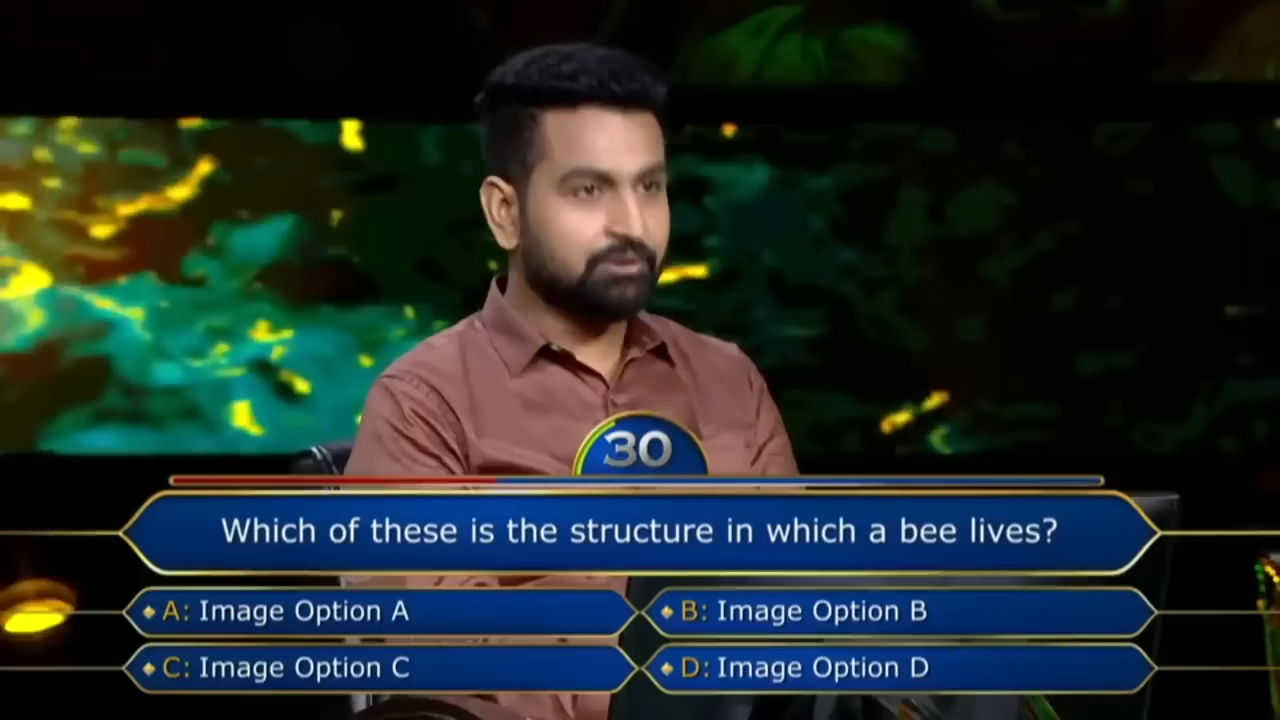 30
Which of these is the structure in which a bee lives?
A: Image Option A
B: Image Option B
C: Image Option C
D: Image Option D